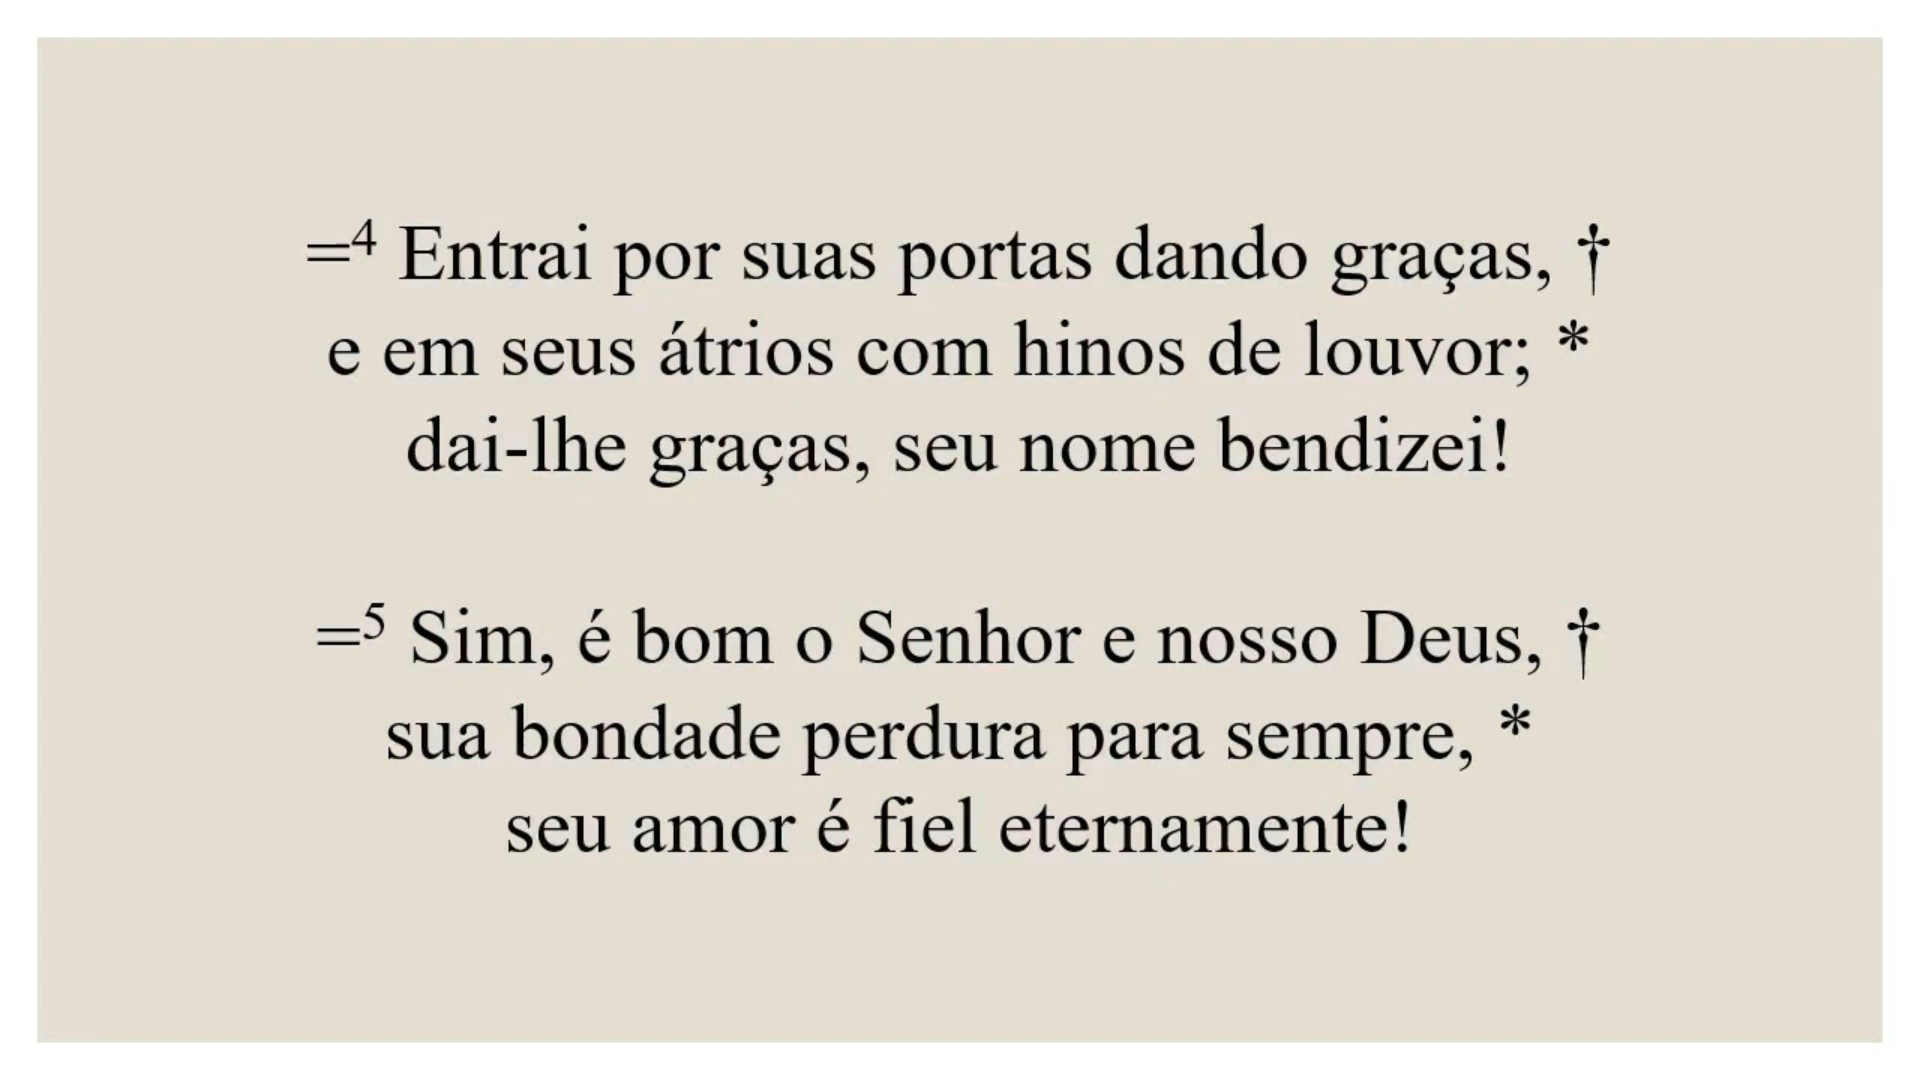 =⁴ Entrai por suas portas dando graças, †
e em seus átrios com hinos de louvor; *
dai-lhe graças, seu nome bendizei!
=⁵ Sim, é bom o Senhor e nosso Deus, †
sua bondade perdura para sempre, *
seu amor é fiel eternamente!